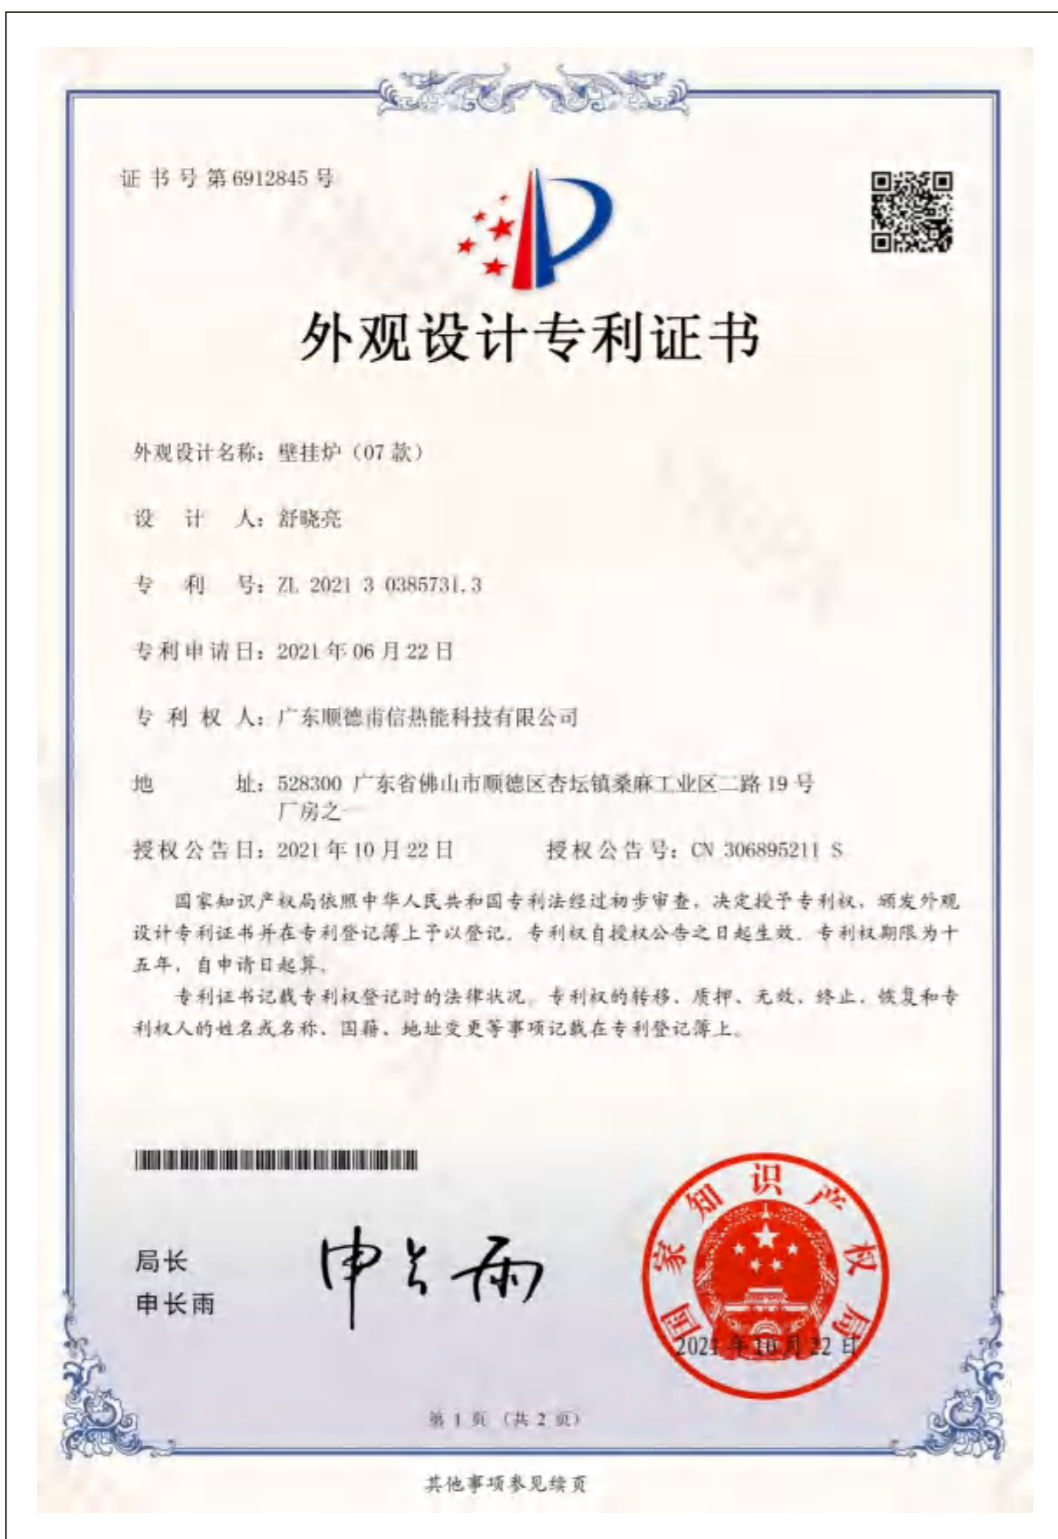 证书号第6912845号
外观设计专利证书
外观设计名称：壁挂炉（07款）
设计人：舒晓亮
专利号：ZL 2021 3 0385731.3
专利申请日：2021年06月22日
专利权人：广东顺德甫信热能科技有限公司
地址：528300 广东省佛山市顺德区杏坛镇桑麻工业区二路19号
厂房之一
授权公告日：2021年10月22日 授权公告号：CN 306895211 S
国家知识产权局依照中华人民共和国专利法经过初步审查，决定授予专利权，颁发外观
设计专利证书并在专利登记簿上予以登记。专利权自授权公告之日起生效。专利权期限为十
五年，自申请日起算。
专利证书记载专利权登记时的法律状况。专利权的转移、质押、无效、终止、恢复和专
利权人的姓名或名称、国籍、地址变更等事项记载在专利登记簿上。
局长
申长雨
申长雨
国家知识产权局
2021年10月22日
第1页（共2页）
其他事项参见续页